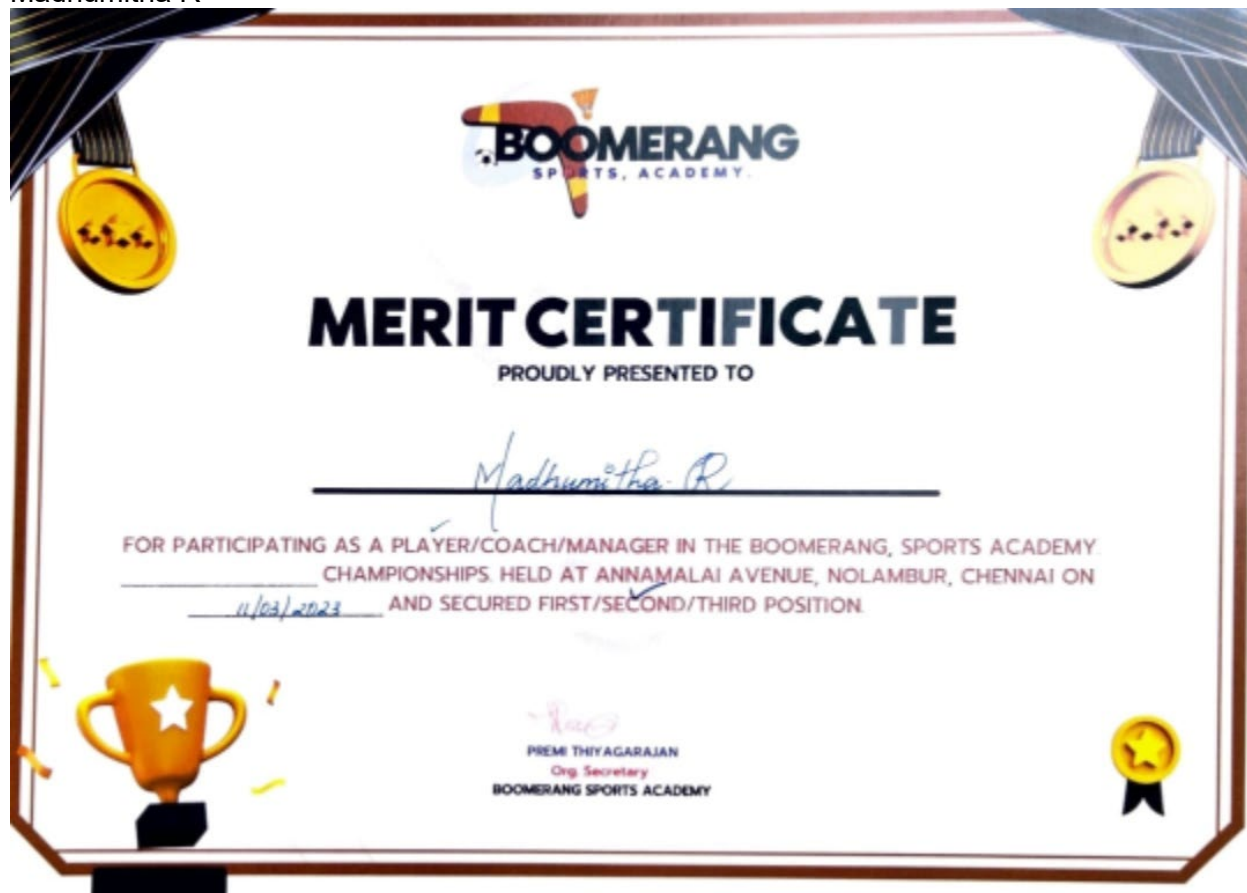 Madhumitha R
BOOMERANG
SPORTS, ACADEMY.
MERIT CERTIFICATE
PROUDLY PRESENTED TO
Madhumitha. R
FOR PARTICIPATING AS A PLAYER/COACH/MANAGER IN THE BOOMERANG, SPORTS ACADEMY.
CHAMPIONSHIPS. HELD AT ANNAMALAI AVENUE, NOLAMBUR, CHENNAI ON
11/03/2023 AND SECURED FIRST/SECOND/THIRD POSITION.
PREMI THIYAGARAJAN
Org. Secretary
BOOMERANG SPORTS ACADEMY